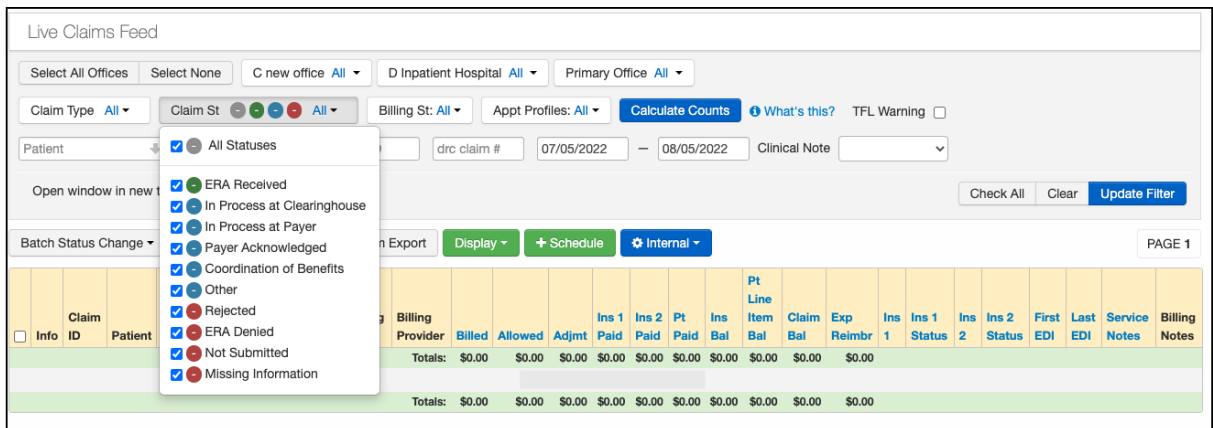 Live Claims Feed
Select All Offices Select None C new office All D Inpatient Hospital All Primary Office All
Claim Type All Claim St - - - - All Billing St: All Appt Profiles: All Calculate Counts What's this? TFL Warning
Patient drc claim # 07/05/2022 — 08/05/2022 Clinical Note
- All Statuses
- ERA Received
- In Process at Clearinghouse
- In Process at Payer
- Payer Acknowledged
- Coordination of Benefits
- Other
- Rejected
- ERA Denied
- Not Submitted
- Missing Information
Open window in new t Check All Clear Update Filter
Batch Status Change n Export Display + Schedule Internal PAGE 1
Info
Claim
ID
Patient
g
Billing
Provider
Billed
Allowed
Adjmt
Ins 1
Paid
Ins 2
Paid
Pt
Paid
Ins
Bal
Pt
Line
Item
Bal
Claim
Bal
Exp
Reimbr
Ins
1
Ins 1
Status
Ins
2
Ins 2
Status
First
EDI
Last
EDI
Service
Notes
Billing
Notes
Totals: $0.00 $0.00 $0.00 $0.00 $0.00 $0.00 $0.00 $0.00 $0.00 $0.00
Totals: $0.00 $0.00 $0.00 $0.00 $0.00 $0.00 $0.00 $0.00 $0.00 $0.00